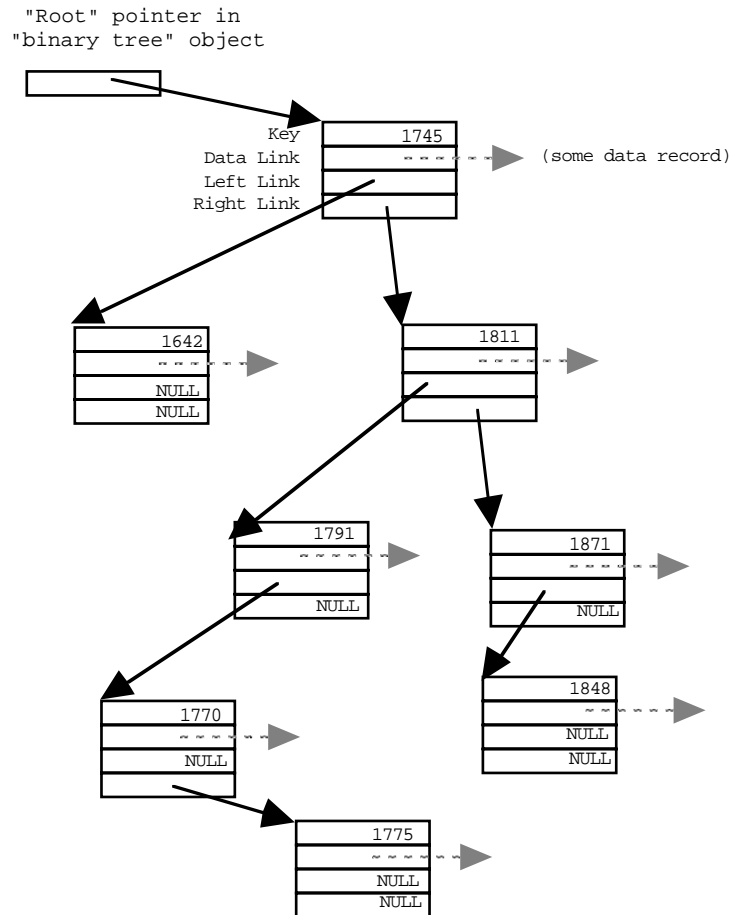 "Root" pointer in
"binary tree" object
Key
1745
Data Link
(some data record)
Left Link
Right Link
1642
NULL
NULL
1811
1791
NULL
1871
NULL
1770
NULL
1848
NULL
NULL
1775
NULL
NULL